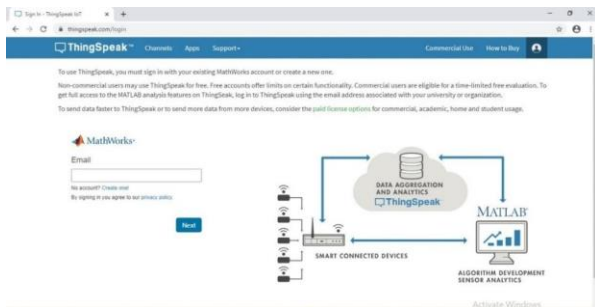 Sign In - ThingSpeak IoT
thingspeak.com/login
ThingSpeak™ Channels Apps Support Commercial Use How to Buy
To use ThingSpeak, you must sign in with your existing MathWorks account or create a new one.
Non-commercial users may use ThingSpeak for free. Free accounts offer limits on certain functionality. Commercial users are eligible for a time-limited free evaluation. To
get full access to the MATLAB analysis features on ThingSpeak, log in to ThingSpeak using the email address associated with your university or organization.
To send data faster to ThingSpeak or to send more data from more devices, consider the paid license options for commercial, academic, home and student usage.
MathWorks
Email
No account? Create one!
By signing in you agree to our privacy policy.
Next
DATA AGGREGATION
AND ANALYTICS
ThingSpeak
MATLAB
SMART CONNECTED DEVICES
ALGORITHM DEVELOPMENT
SENSOR ANALYTICS
Activate Windows